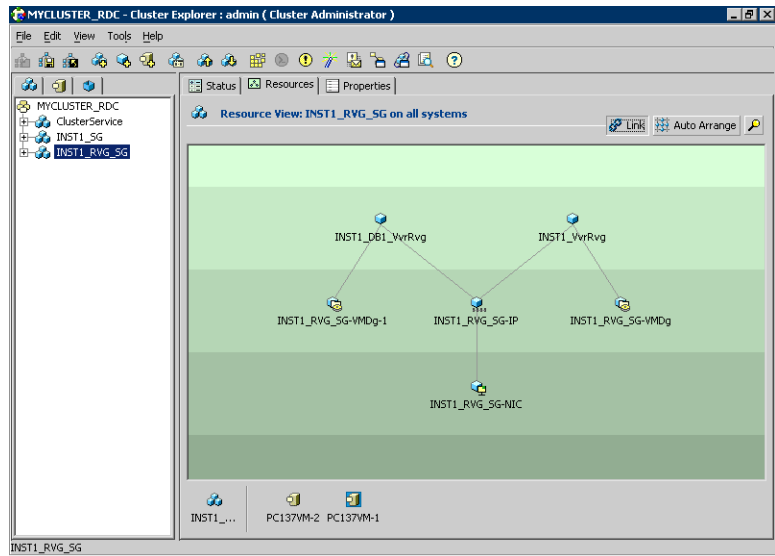 MYCLUSTER_RDC - Cluster Explorer : admin ( Cluster Administrator )
File Edit View Tools Help
Status Resources Properties
MYCLUSTER_RDC
ClusterService
INST1_SG
INST1_RVG_SG
Resource View: INST1_RVG_SG on all systems
Link Auto Arrange
INST1_DB1_VvrRvg INST1_VvrRvg
INST1_RVG_SG-VMDg-1 INST1_RVG_SG-IP INST1_RVG_SG-VMDg
INST1_RVG_SG-NIC
INST1_... PC137VM-2 PC137VM-1
INST1_RVG_SG